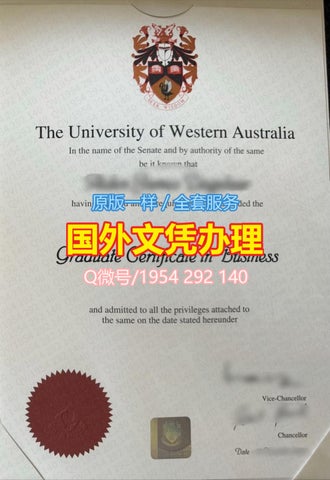 The University of Western Australia
In the name of the Senate and by authority of the same
be it known that
原版一样 / 全套服务
having
the
国外文凭办理
Graduate Certificate in Business
Q微号/1954 292 140
and admitted to all the privileges attached to
the same on the date stated hereunder
Vice-Chancellor
Chancellor
Date